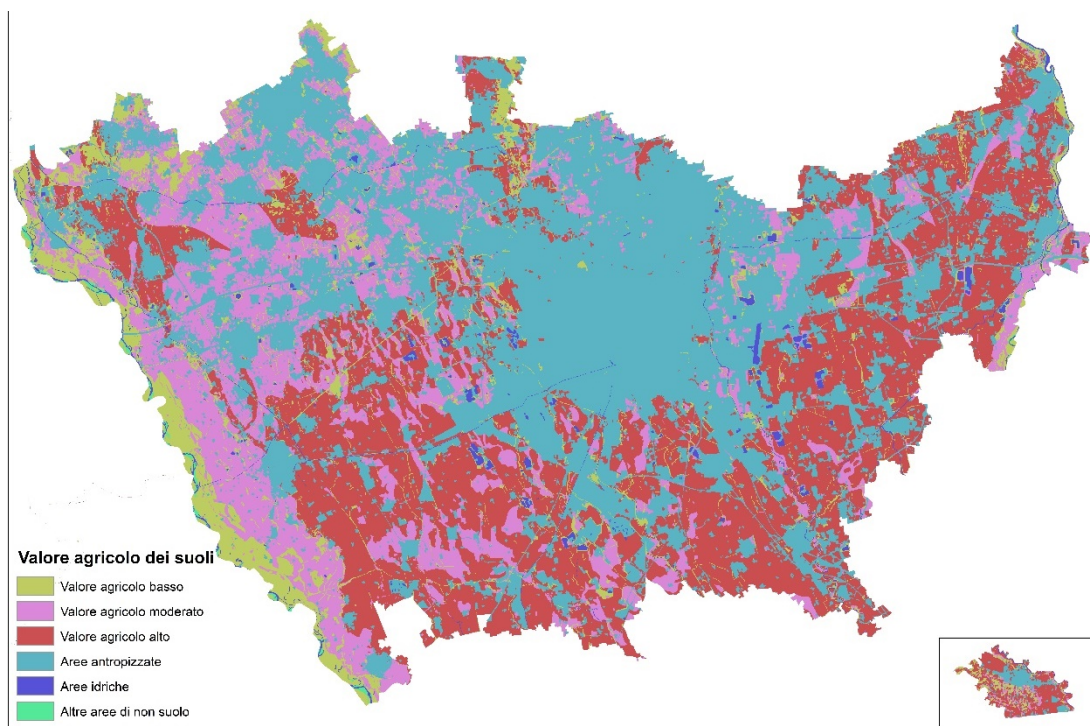 Valore agricolo dei suoli
Valore agricolo basso
Valore agricolo moderato
Valore agricolo alto
Aree antropizzate
Aree idriche
Altre aree di non suolo